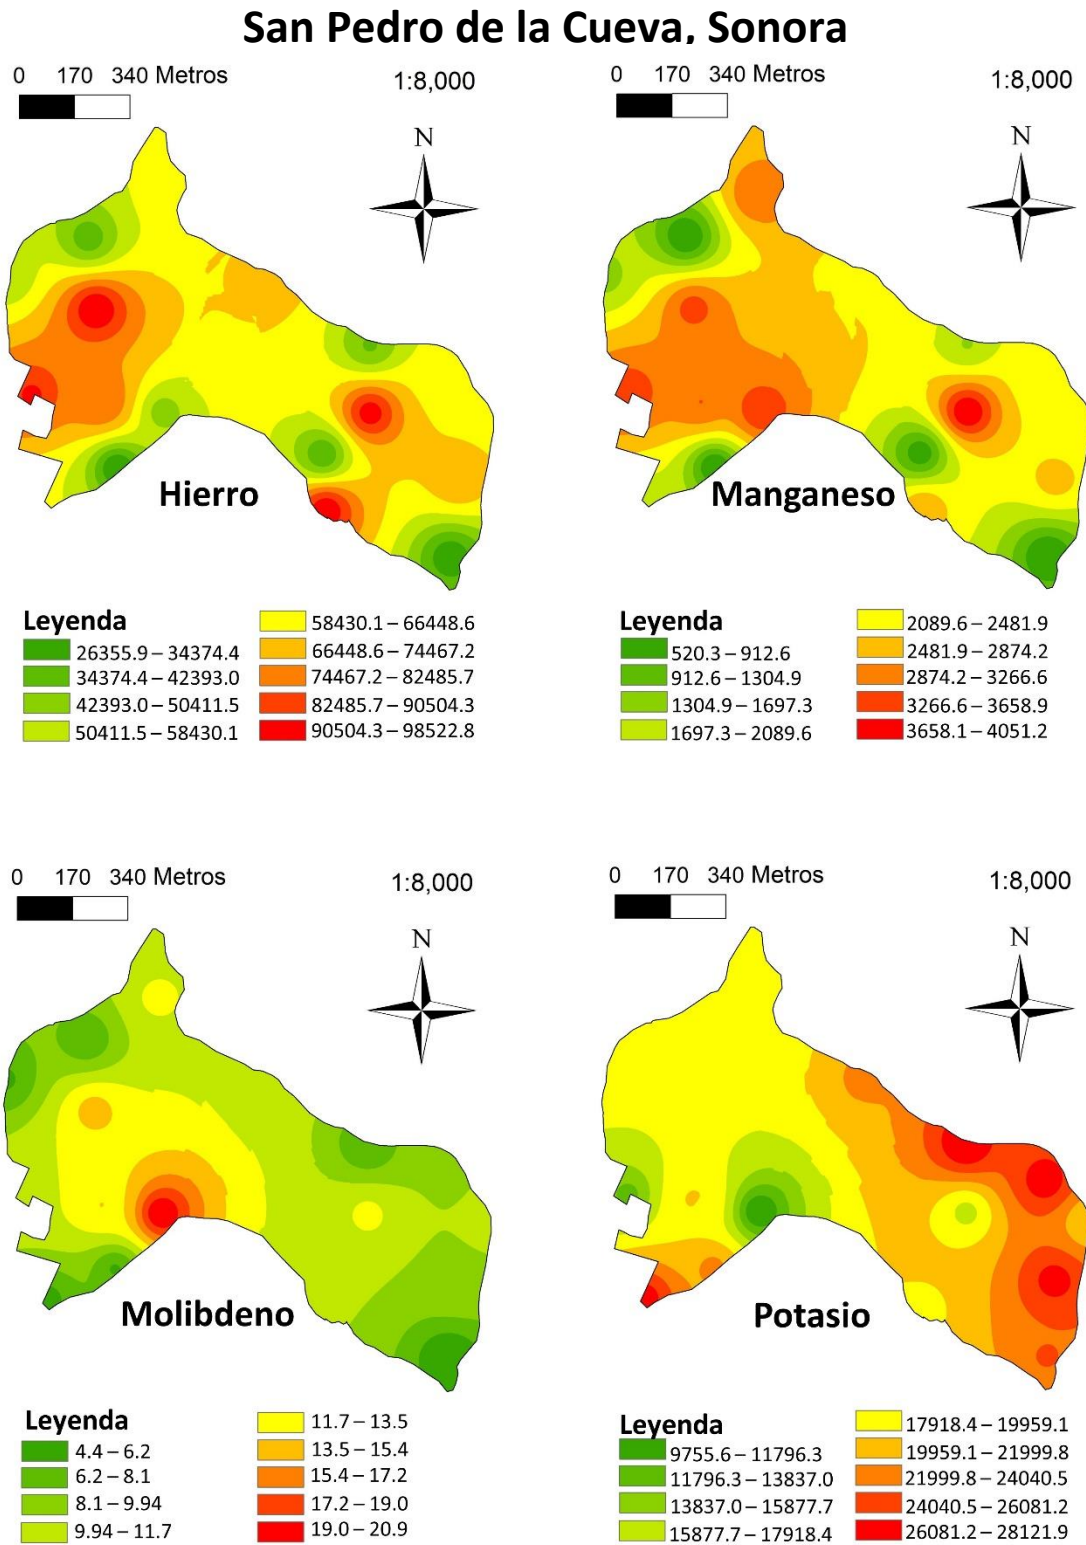 San Pedro de la Cueva, Sonora
0 170 340 Metros
1:8,000
N
Hierro
Leyenda
26355.9 – 34374.4
34374.4 – 42393.0
42393.0 – 50411.5
50411.5 – 58430.1
58430.1 – 66448.6
66448.6 – 74467.2
74467.2 – 82485.7
82485.7 – 90504.3
90504.3 – 98522.8
0 170 340 Metros
1:8,000
N
Manganeso
Leyenda
520.3 – 912.6
912.6 – 1304.9
1304.9 – 1697.3
1697.3 – 2089.6
2089.6 – 2481.9
2481.9 – 2874.2
2874.2 – 3266.6
3266.6 – 3658.9
3658.1 – 4051.2
0 170 340 Metros
1:8,000
N
Molibdeno
Leyenda
4.4 – 6.2
6.2 – 8.1
8.1 – 9.94
9.94 – 11.7
11.7 – 13.5
13.5 – 15.4
15.4 – 17.2
17.2 – 19.0
19.0 – 20.9
0 170 340 Metros
1:8,000
N
Potasio
Leyenda
9755.6 – 11796.3
11796.3 – 13837.0
13837.0 – 15877.7
15877.7 – 17918.4
17918.4 – 19959.1
19959.1 – 21999.8
21999.8 – 24040.5
24040.5 – 26081.2
26081.2 – 28121.9